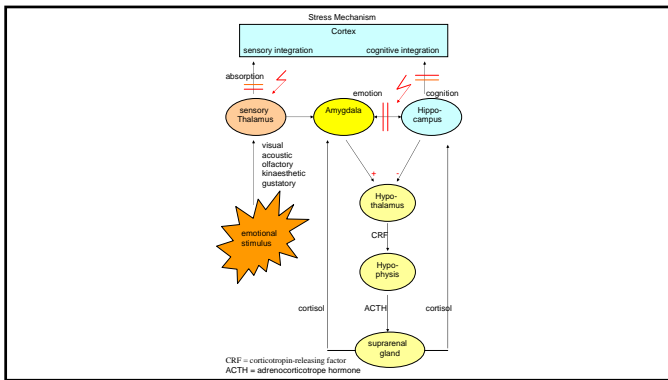 Stress Mechanism
Cortex
sensory integration
cognitive integration
absorption
emotion
cognition
sensory
Thalamus
Amygdala
Hippo-
campus
visual
acoustic
olfactory
kinaesthetic
gustatory
+
-
Hypo-
thalamus
emotional
stimulus
CRF
Hypo-
physis
cortisol
ACTH
cortisol
suprarenal
gland
CRF = corticotropin-releasing factor
ACTH = adrenocorticotrope hormone